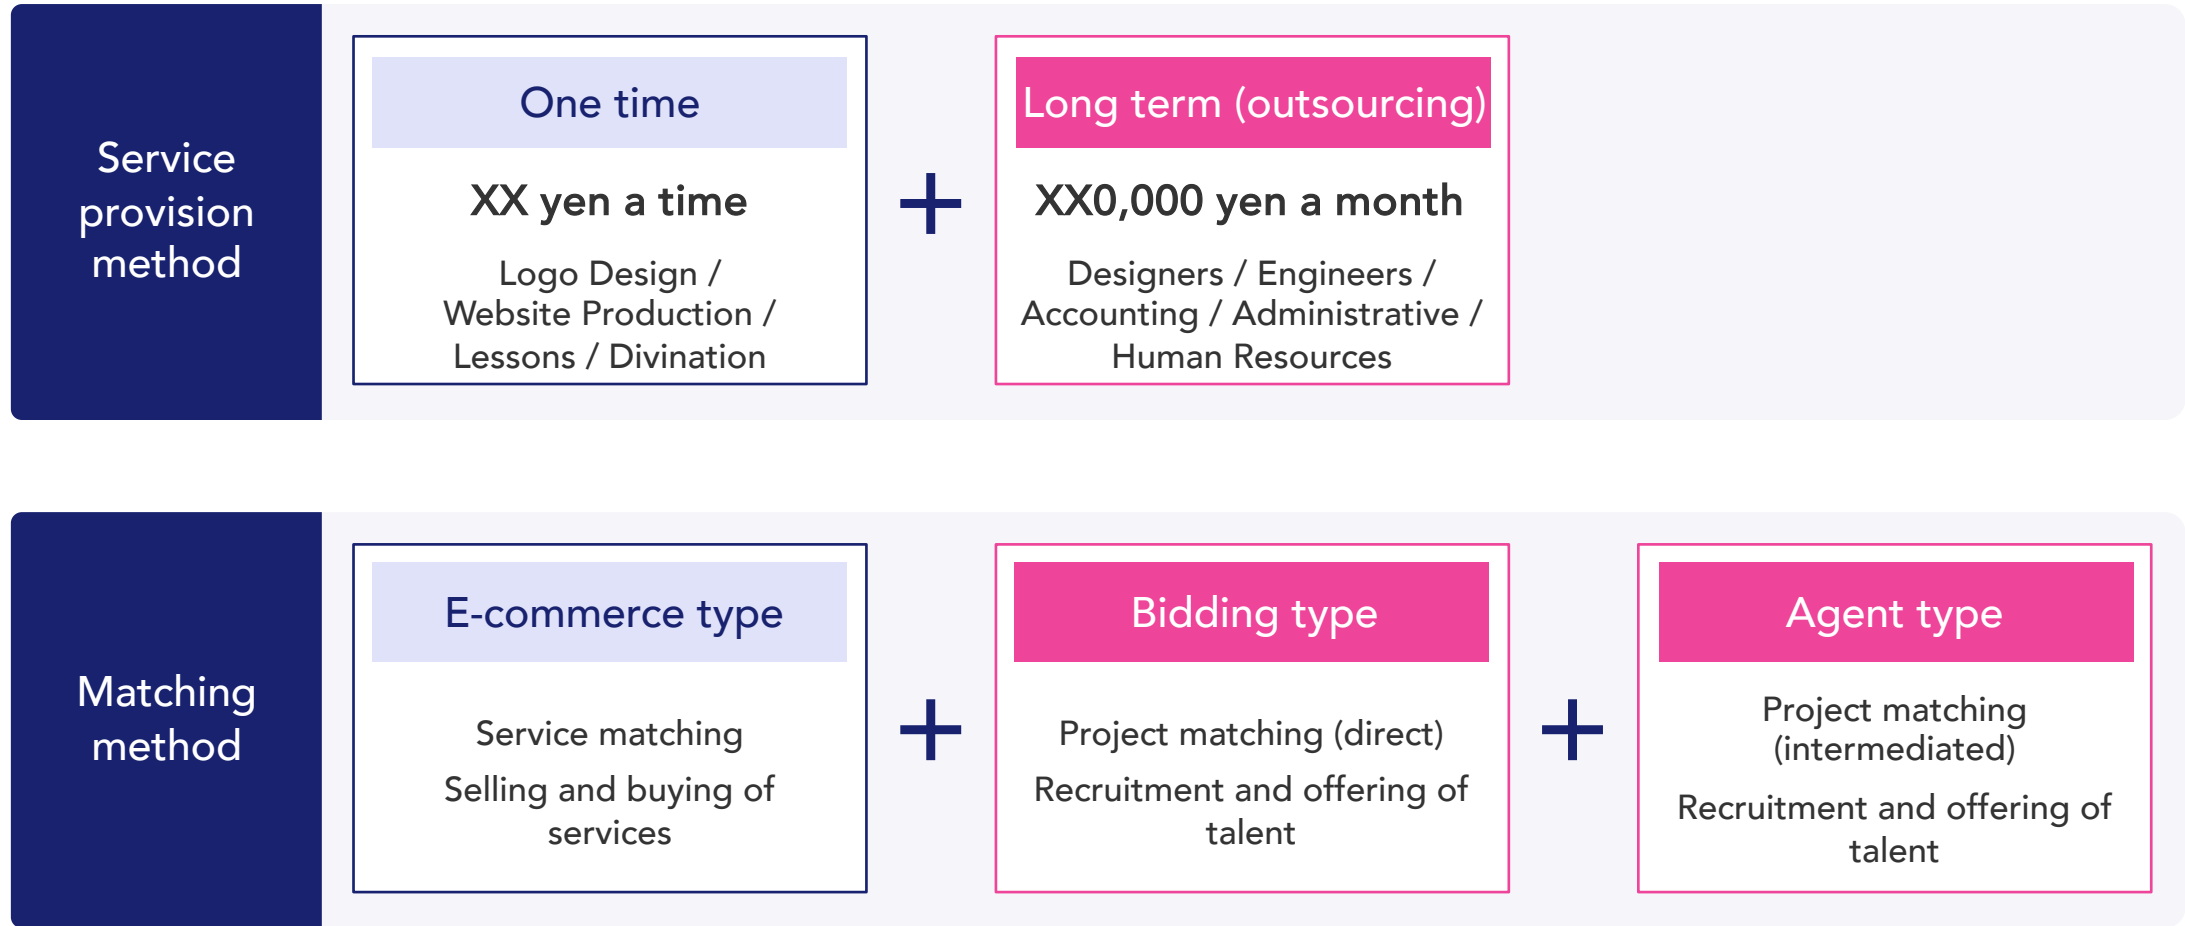 Service
provision
method
One time
XX yen a time
Logo Design /
Website Production /
Lessons / Divination
+
Long term (outsourcing)
XX0,000 yen a month
Designers / Engineers /
Accounting / Administrative /
Human Resources
Matching
method
E-commerce type
Service matching
Selling and buying of
services
+
Bidding type
Project matching (direct)
Recruitment and offering of
talent
+
Agent type
Project matching
(intermediated)
Recruitment and offering of
talent